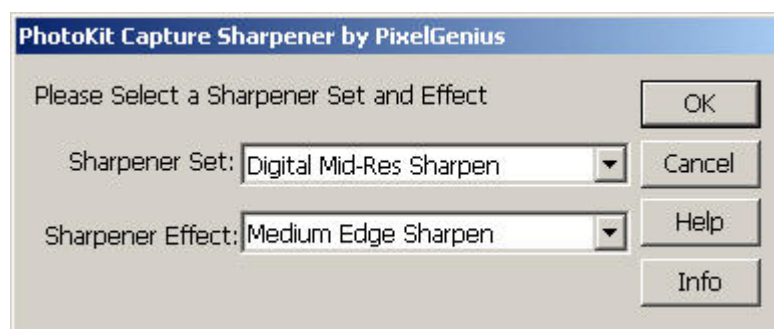 PhotoKit Capture Sharpener by PixelGenius
Please Select a Sharpener Set and Effect
OK
Sharpener Set: Digital Mid-Res Sharpen
Cancel
Sharpener Effect: Medium Edge Sharpen
Help
Info